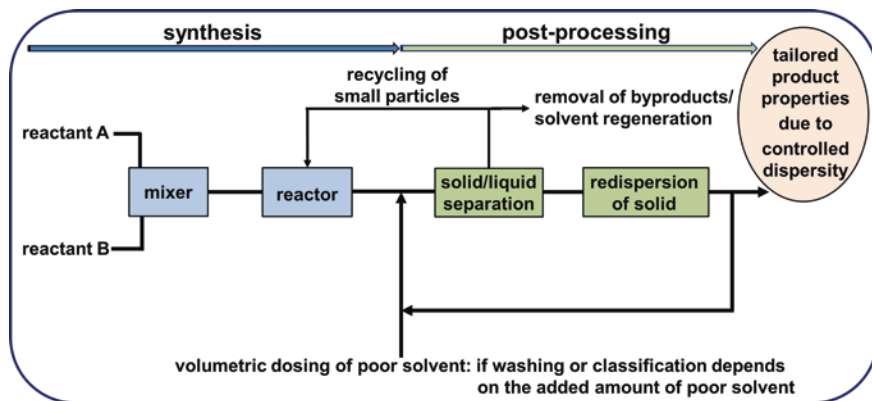 synthesis
post-processing
tailored
product
properties
due to
controlled
dispersity
recycling of
small particles
removal of byproducts/
solvent regeneration
reactant A
mixer
reactor
solid/liquid
separation
redispersion
of solid
reactant B
volumetric dosing of poor solvent: if washing or classification depends
on the added amount of poor solvent